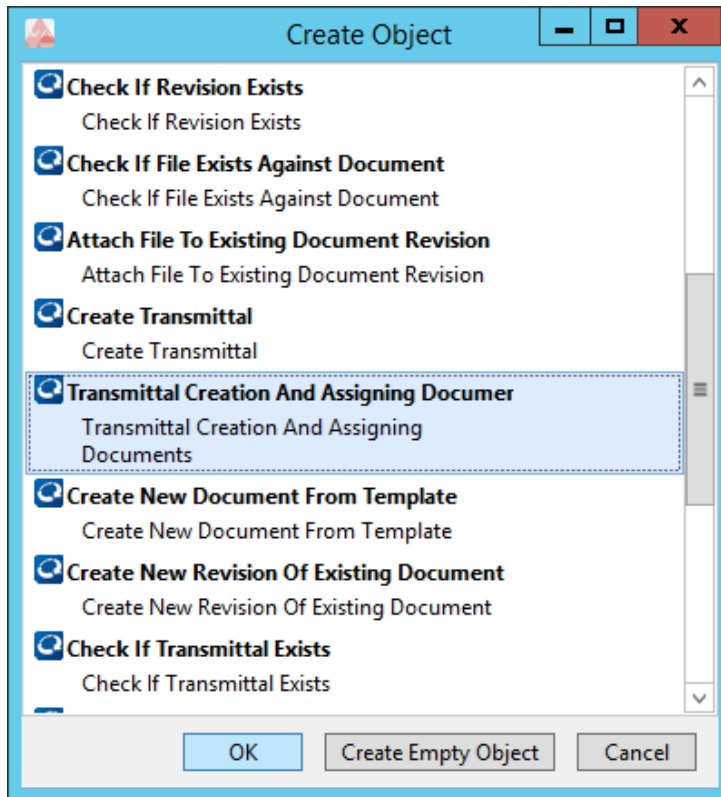 Create Object
Check If Revision Exists
Check If Revision Exists
Check If File Exists Against Document
Check If File Exists Against Document
Attach File To Existing Document Revision
Attach File To Existing Document Revision
Create Transmittal
Create Transmittal
Transmittal Creation And Assigning Documer
Transmittal Creation And Assigning
Documents
Create New Document From Template
Create New Document From Template
Create New Revision Of Existing Document
Create New Revision Of Existing Document
Check If Transmittal Exists
Check If Transmittal Exists
OK Create Empty Object Cancel